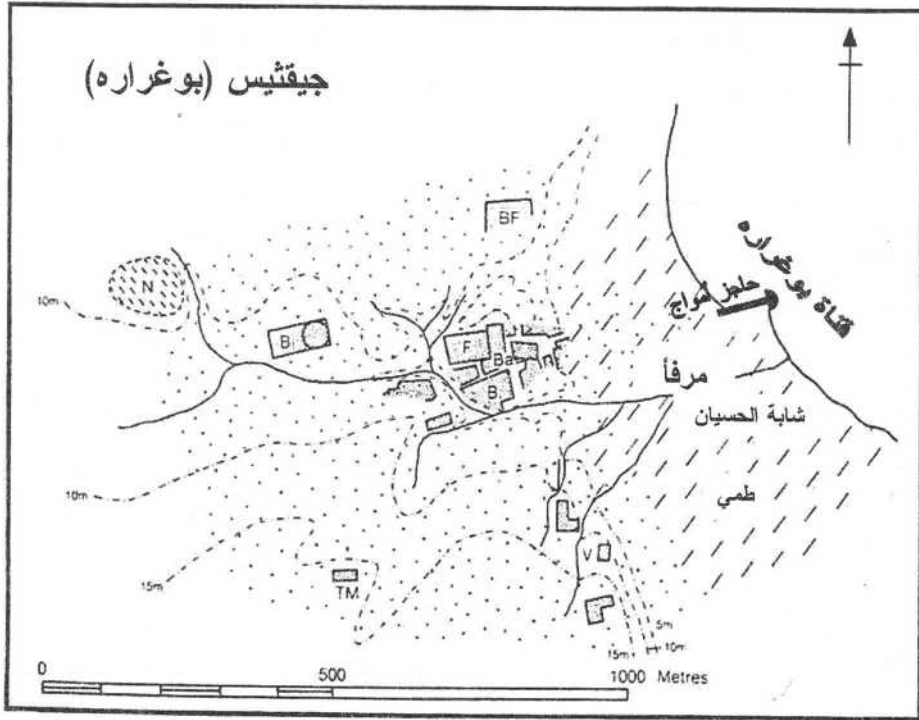 جيقثيس (بوغراره)
BF
قناة بوغراره
N
10m
حاجز أمواج
B
F
Ba
مرفأ
B
شابة الحسيان
10m
طمي
V
15m
TM
5m
10m
15m
0 500 1000 Metres